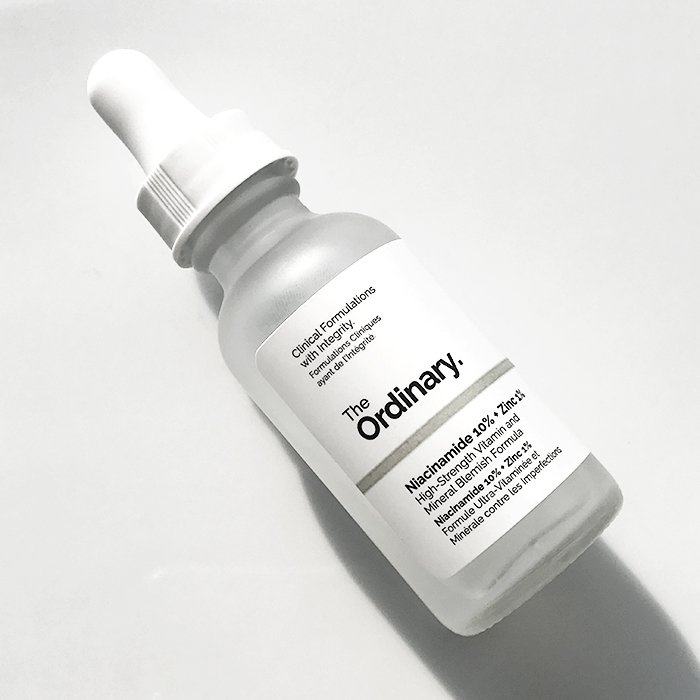 Clinical Formulations
with Integrity.
Formulations Cliniques
ayant de l'intégrité.
The
Ordinary.
Niacinamide 10% + Zinc 1%
High-Strength Vitamin and
Mineral Blemish Formula
Niacinamide 10% + Zinc 1%
Formule Ultra-Vitaminée et
Minérale contre les Imperfections